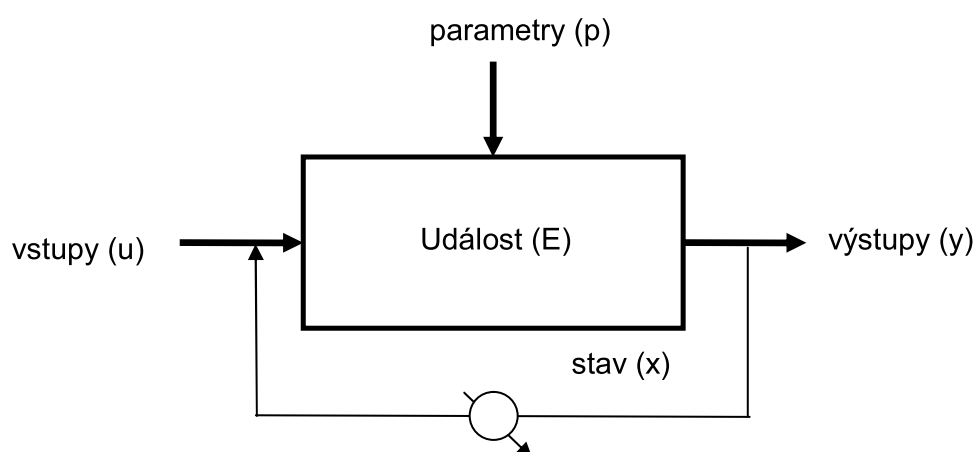 parametry (p)
vstupy (u)
Událost (E)
výstupy (y)
stav (x)